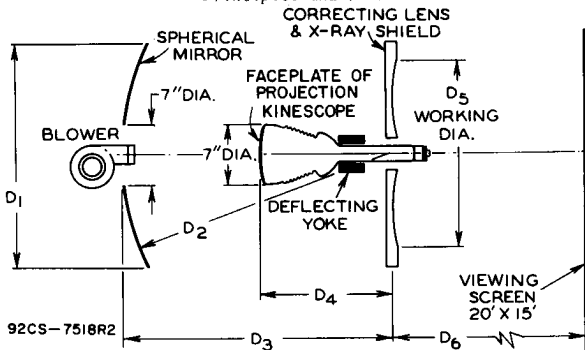 CORRECTING LENS
& X-RAY SHIELD
SPHERICAL
MIRROR
FACEPLATE OF
PROJECTION
KINESCOPE
7"DIA.
D5
WORKING
DIA.
BLOWER
7"DIA.
D1
DEFLECTING
YOKE
D2
D4
VIEWING
SCREEN
20' X 15'
92CS-7518R2
D3
D6